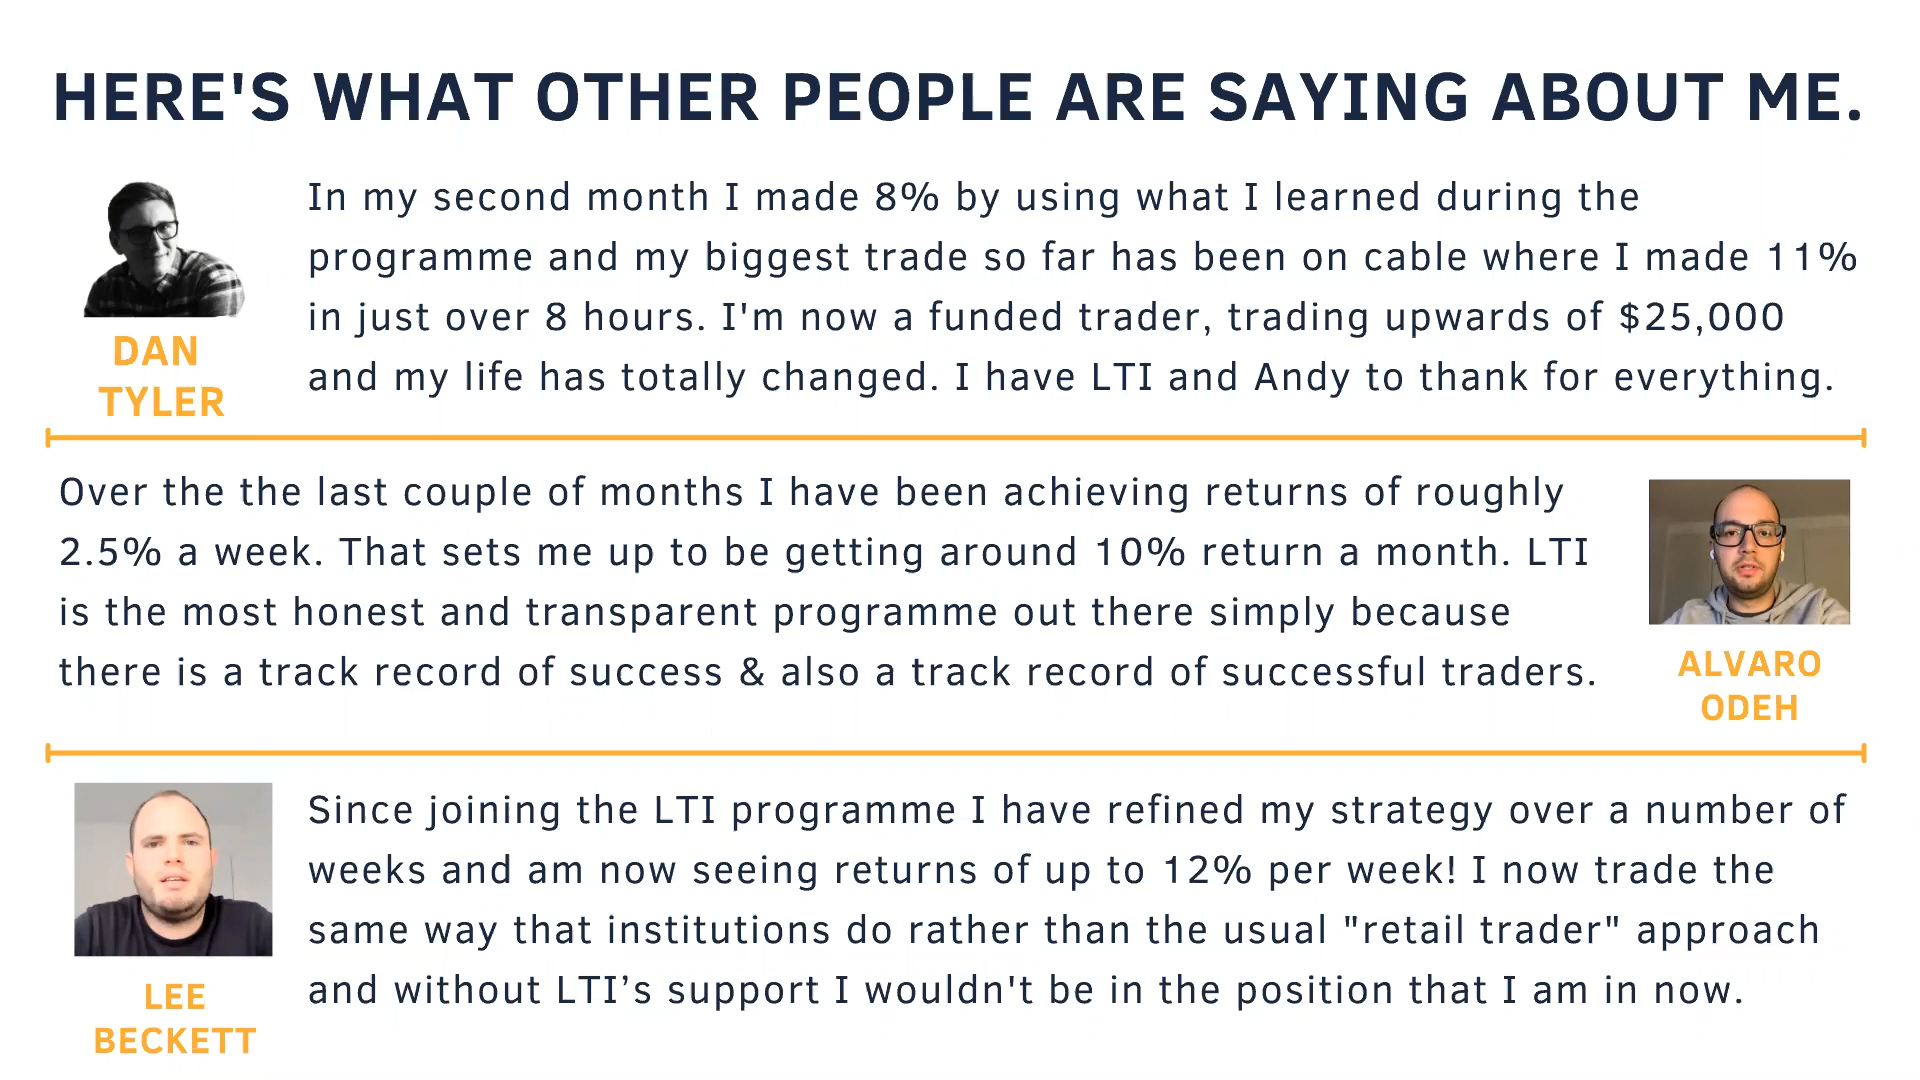 HERE'S WHAT OTHER PEOPLE ARE SAYING ABOUT ME.
In my second month I made 8% by using what I learned during the
programme and my biggest trade so far has been on cable where I made 11%
in just over 8 hours. I'm now a funded trader, trading upwards of $25,000
and my life has totally changed. I have LTI and Andy to thank for everything.
DAN
TYLER
Over the the last couple of months I have been achieving returns of roughly
2.5% a week. That sets me up to be getting around 10% return a month. LTI
is the most honest and transparent programme out there simply because
there is a track record of success & also a track record of successful traders.
ALVARO
ODEH
Since joining the LTI programme I have refined my strategy over a number of
weeks and am now seeing returns of up to 12% per week! I now trade the
same way that institutions do rather than the usual "retail trader" approach
and without LTI’s support I wouldn't be in the position that I am in now.
LEE
BECKETT